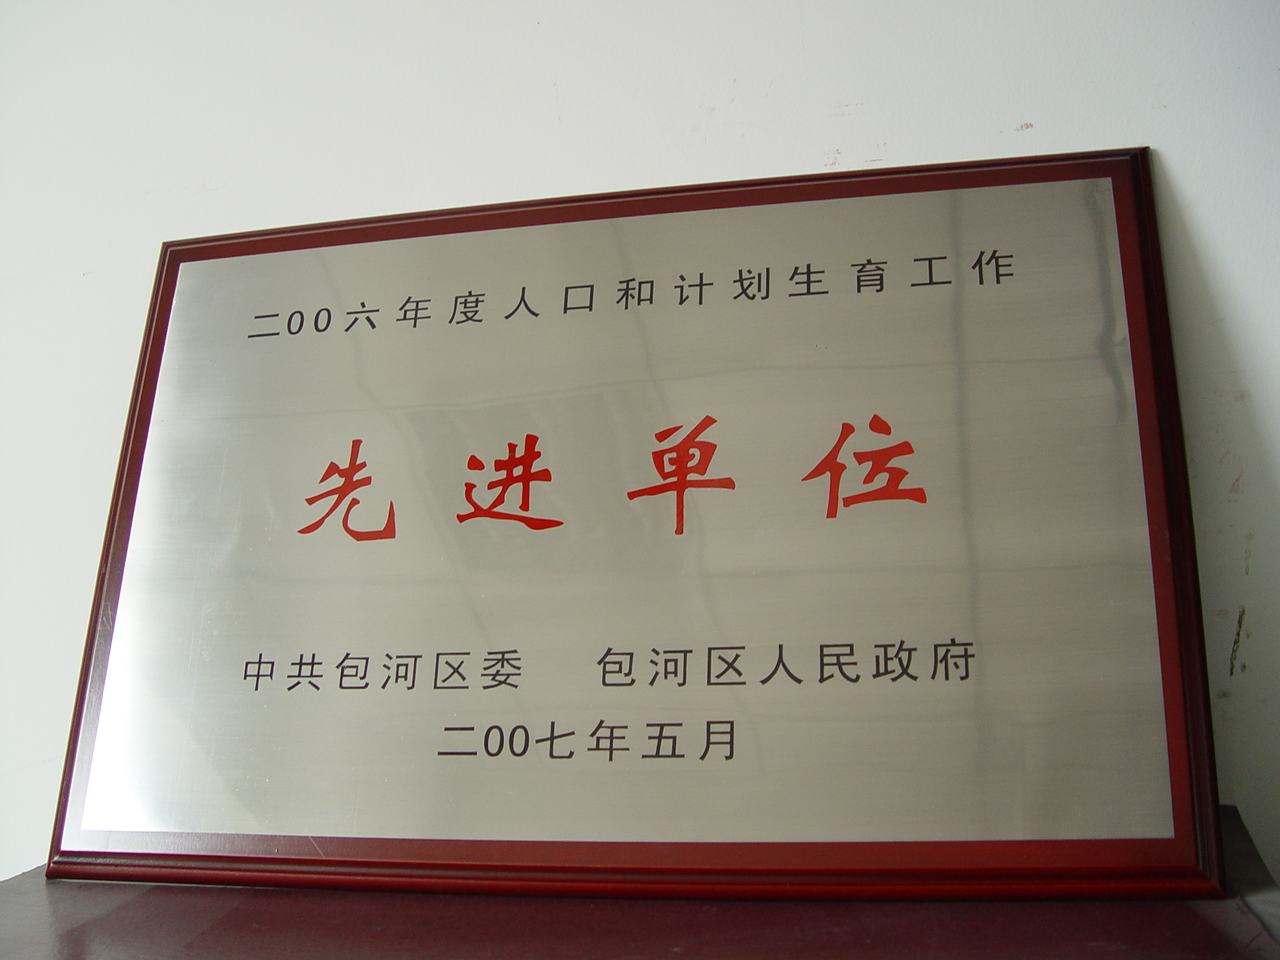 二00六年度人口和计划生育工作
先进单位
中共包河区委 包河区人民政府
二00七年五月